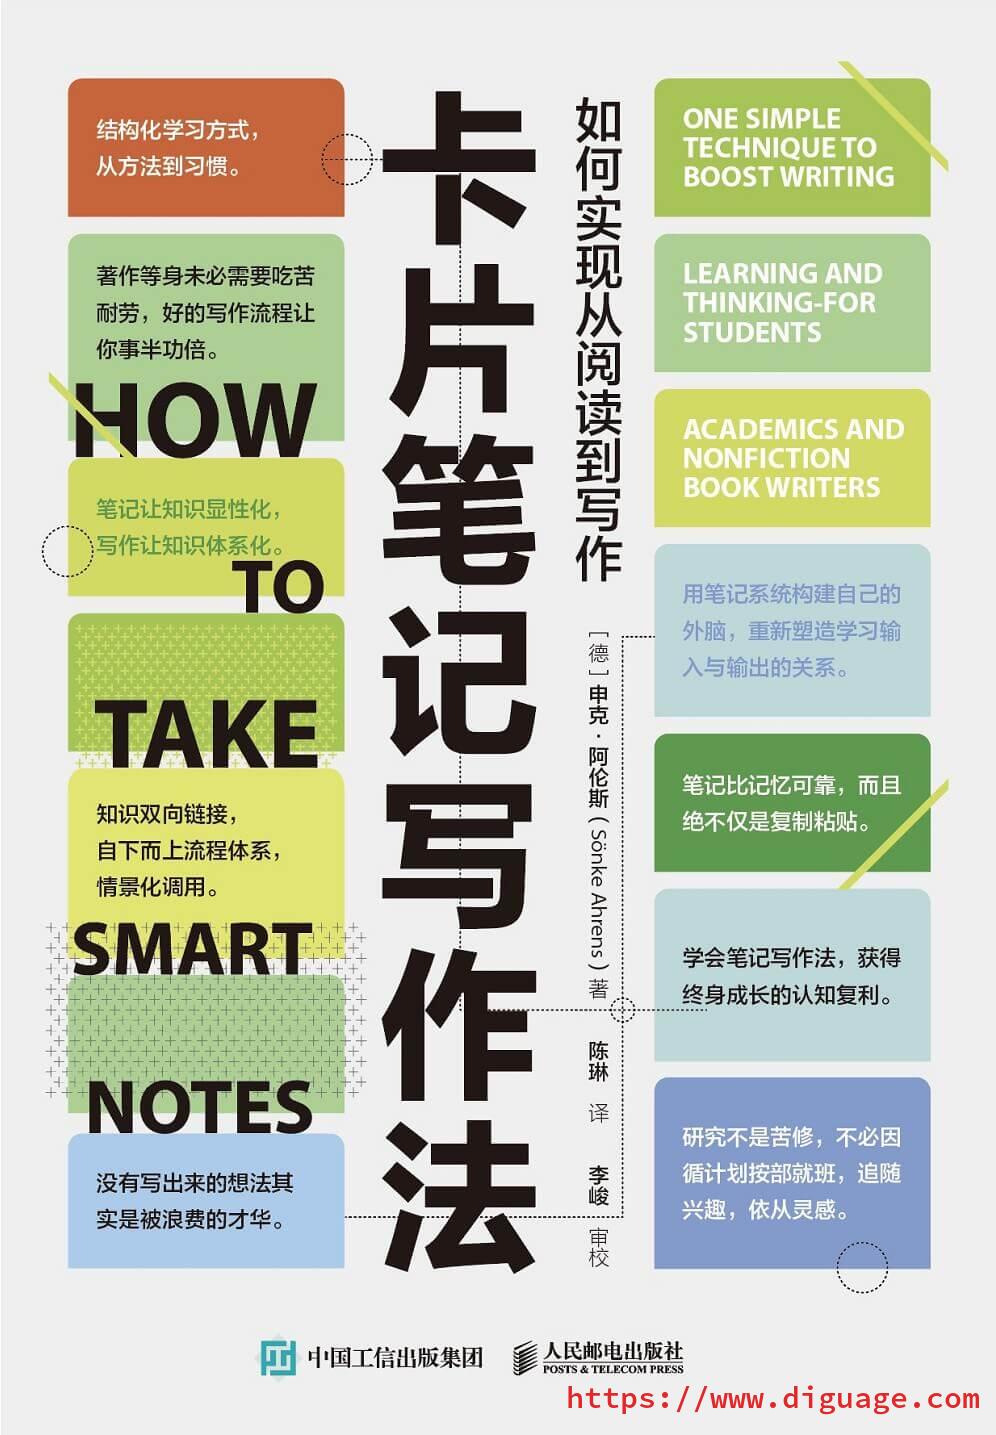 结构化学习方式，
从方法到习惯。
著作等身未必需要吃苦
耐劳，好的写作流程让
你事半功倍。
HOW
笔记让知识显性化，
写作让知识体系化。
TO
TAKE
知识双向链接，
自下而上流程体系，
情景化调用。
SMART
NOTES
没有写出来的想法其
实是被浪费的才华。
卡片笔记写作法
如何实现从阅读到写作
［德］申克·阿伦斯（Sönke Ahrens）著
陈琳 译
李峻 审校
ONE SIMPLE
TECHNIQUE TO
BOOST WRITING
LEARNING AND
THINKING-FOR
STUDENTS
ACADEMICS AND
NONFICTION
BOOK WRITERS
用笔记系统构建自己的
外脑，重新塑造学习输
入与输出的关系。
笔记比记忆可靠，而且
绝不仅是复制粘贴。
学会笔记写作法，获得
终身成长的认知复利。
研究不是苦修，不必因
循计划按部就班，追随
兴趣，依从灵感。
中国工信出版集团
人民邮电出版社
POSTS & TELECOM PRESS
https://www.diguage.com